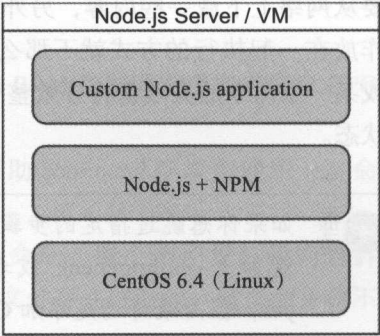 Node.js Server / VM
Custom Node.js application
Node.js + NPM
CentOS 6.4（Linux）